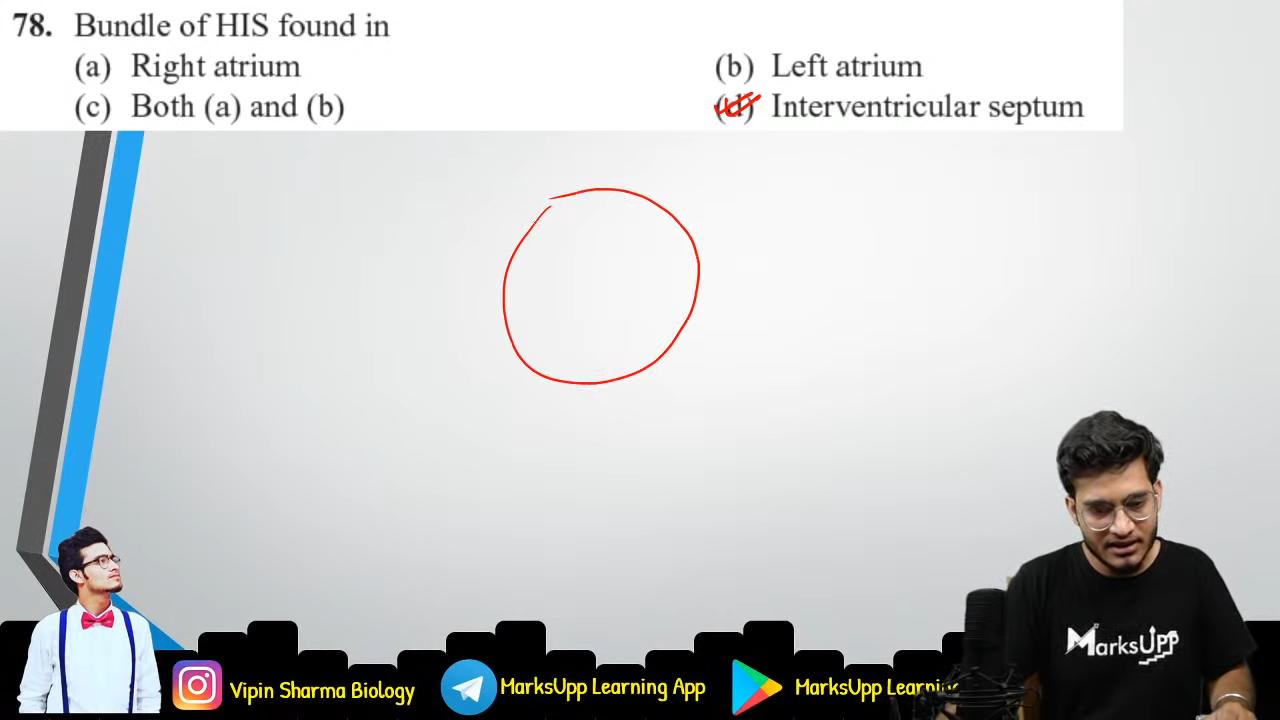 78. Bundle of HIS found in
(a) Right atrium (b) Left atrium
(c) Both (a) and (b) (d) Interventricular septum
MarksUpp
Vipin Sharma Biology
MarksUpp Learning App
MarksUpp